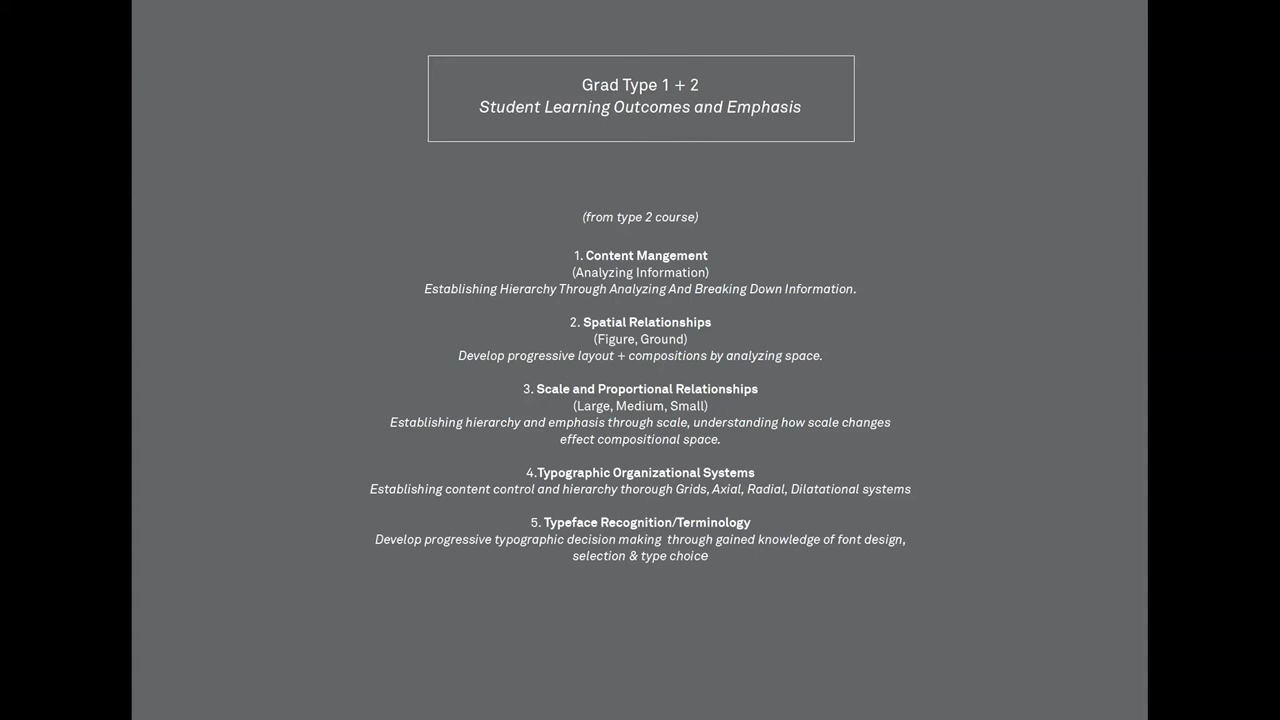 Grad Type 1 + 2
Student Learning Outcomes and Emphasis
(from type 2 course)
1. Content Mangement
(Analyzing Information)
Establishing Hierarchy Through Analyzing And Breaking Down Information.
2. Spatial Relationships
(Figure, Ground)
Develop progressive layout + compositions by analyzing space.
3. Scale and Proportional Relationships
(Large, Medium, Small)
Establishing hierarchy and emphasis through scale, understanding how scale changes
effect compositional space.
4.Typographic Organizational Systems
Establishing content control and hierarchy thorough Grids, Axial, Radial, Dilatational systems
5. Typeface Recognition/Terminology
Develop progressive typographic decision making  through gained knowledge of font design,
selection & type choice